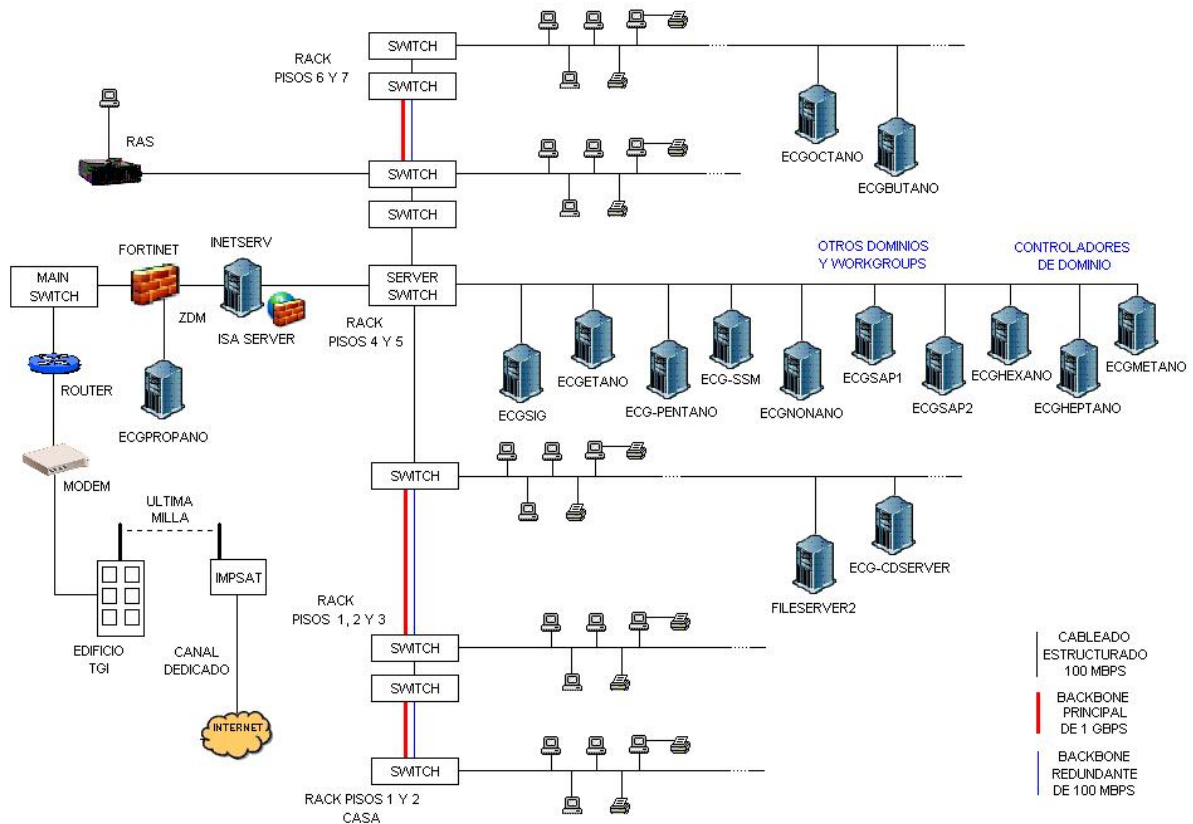 SWITCH
RACK
PISOS 6 Y 7
SWITCH
RAS
ECGOCTANO
ECGBUTANO
SWITCH
SWITCH
FORTINET
INETSERV
OTROS DOMINIOS
Y WORKGROUPS
CONTROLADORES
DE DOMINIO
MAIN
SWITCH
SERVER
SWITCH
ZDM
ISA SERVER
RACK
PISOS 4 Y 5
ROUTER
ECGPROPANO
ECGSIG
ECGETANO
ECG-PENTANO
ECG-SSM
ECGNONANO
ECGSAP1
ECGSAP2
ECGHEXANO
ECGHEPTANO
ECGMETANO
MODEM
SWITCH
ULTIMA
MILLA
IMPSAT
FILESERVER2
ECG-CDSERVER
RACK
PISOS 1, 2 Y 3
EDIFICIO
TGI
CANAL
DEDICADO
SWITCH
SWITCH
INTERNET
SWITCH
RACK PISOS 1 Y 2
CASA
CABLEADO
ESTRUCTURADO
100 MBPS
BACKBONE
PRINCIPAL
DE 1 GBPS
BACKBONE
REDUNDANTE
DE 100 MBPS